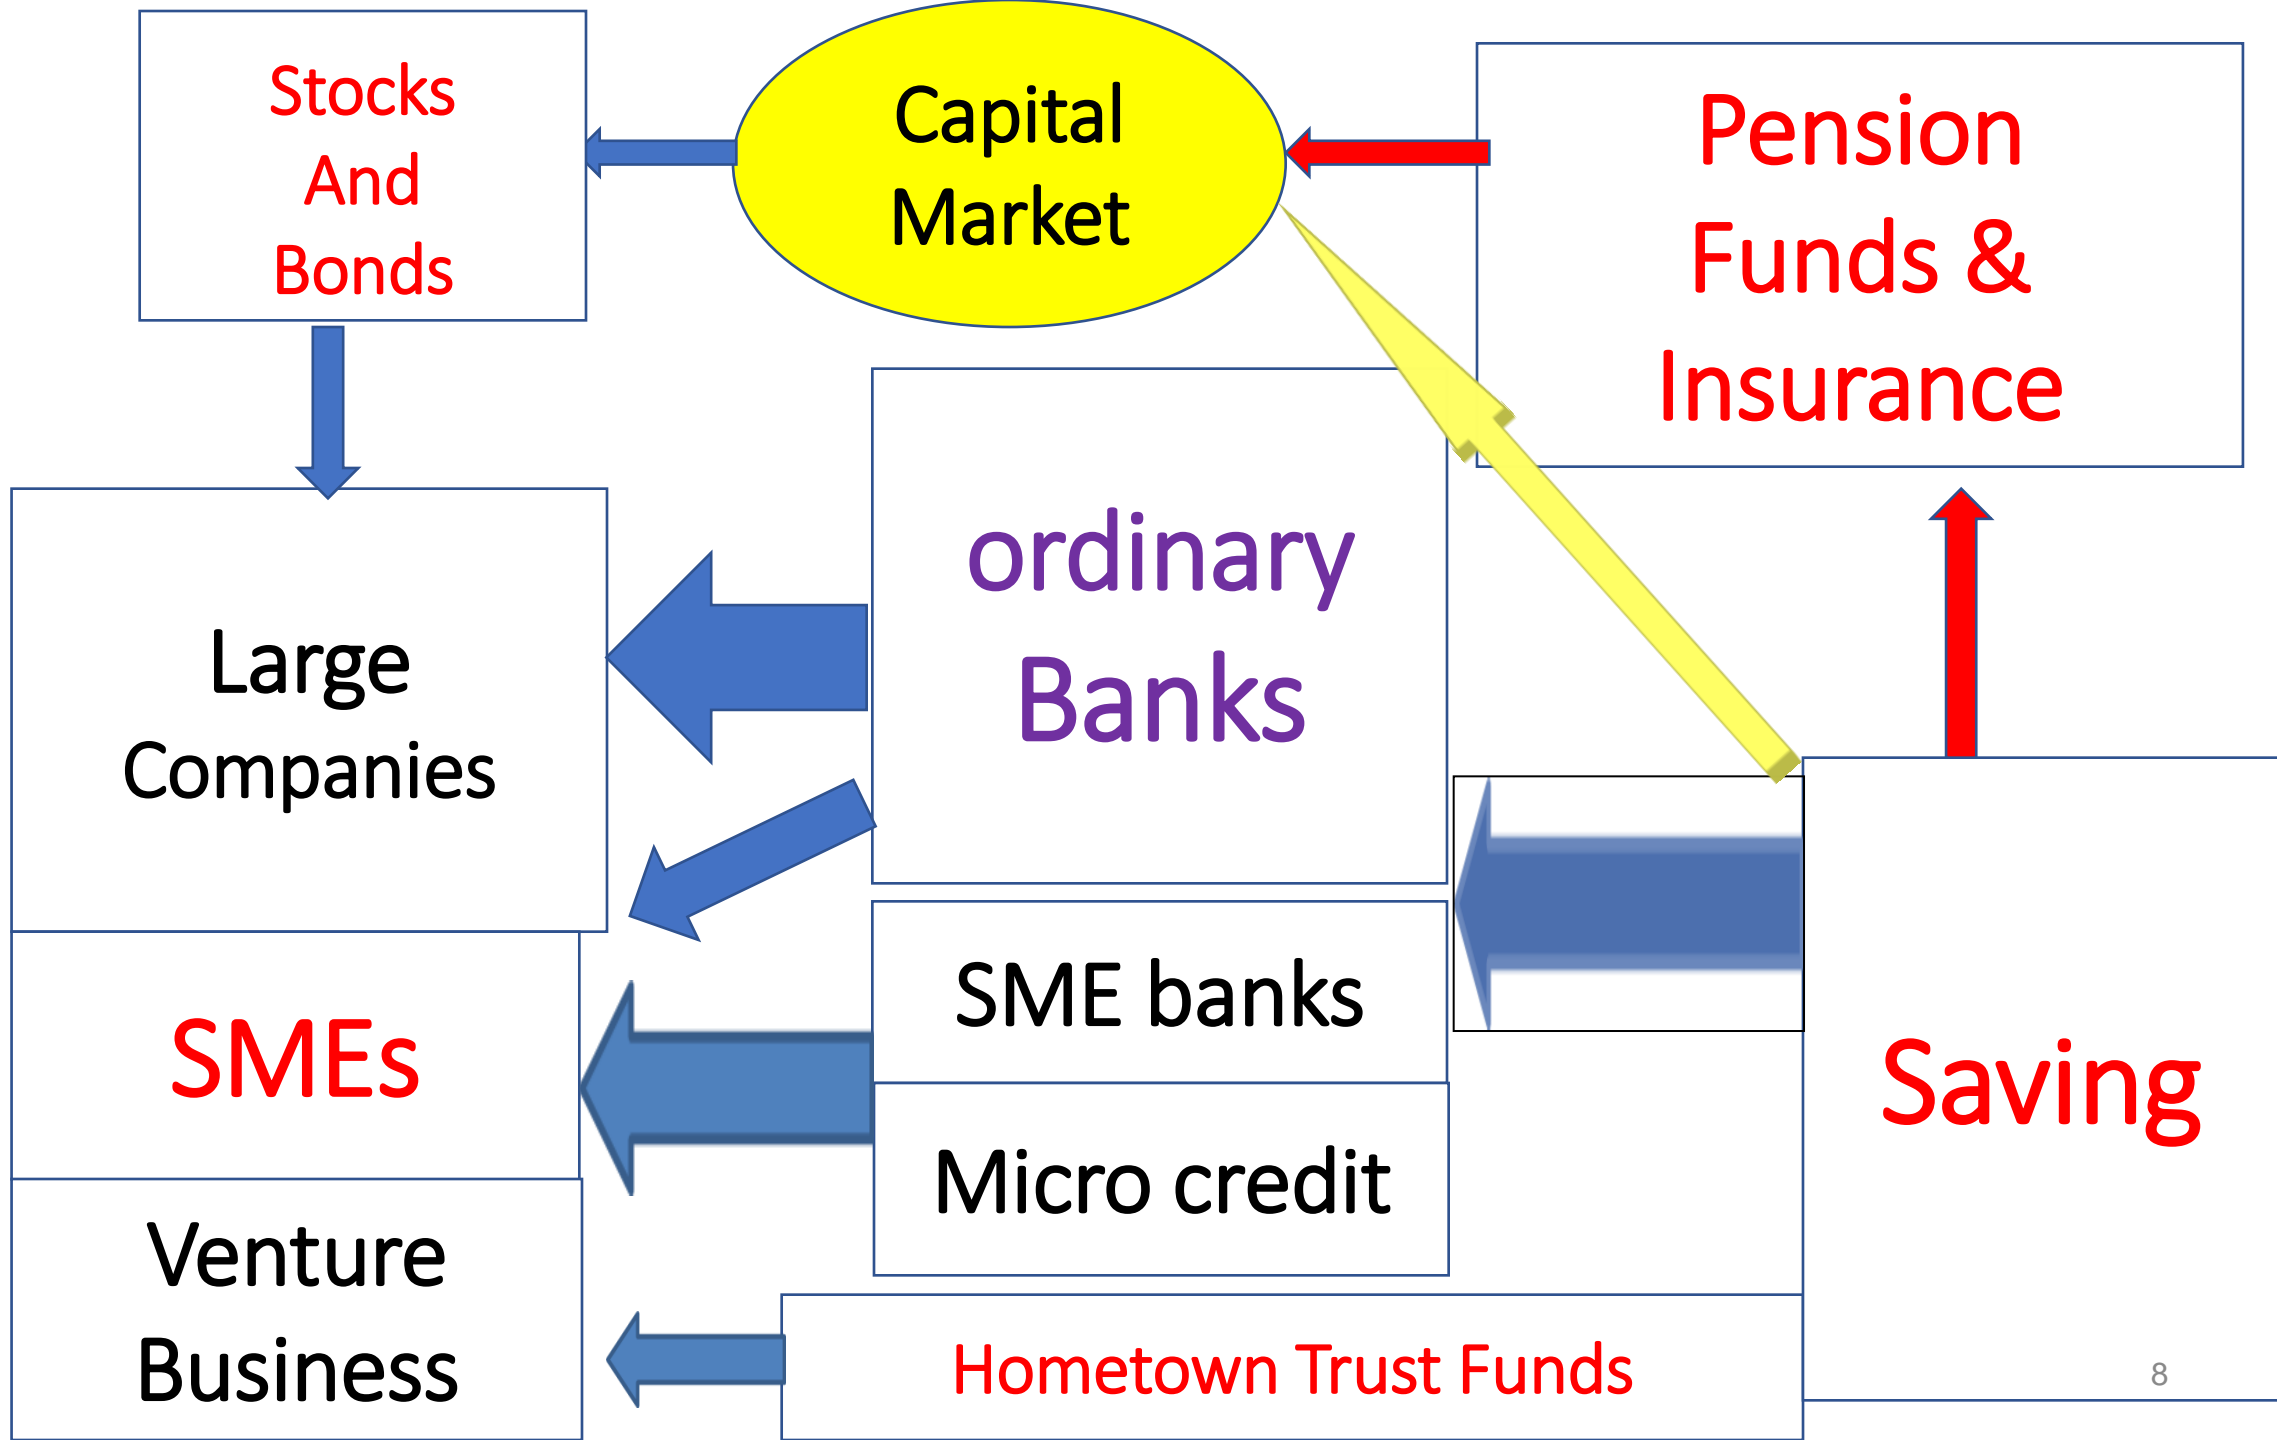 Stocks
And
Bonds
Capital
Market
Pension
Funds &
Insurance
Large
Companies
ordinary
Banks
SMEs
SME banks
Micro credit
Saving
Venture
Business
Hometown Trust Funds
8